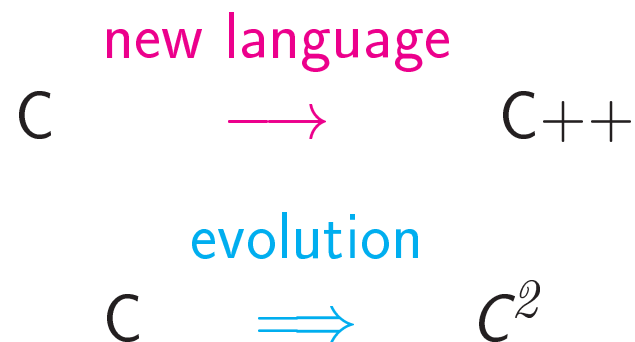 new language
C ⟶ C++
evolution
C ⟹ C²